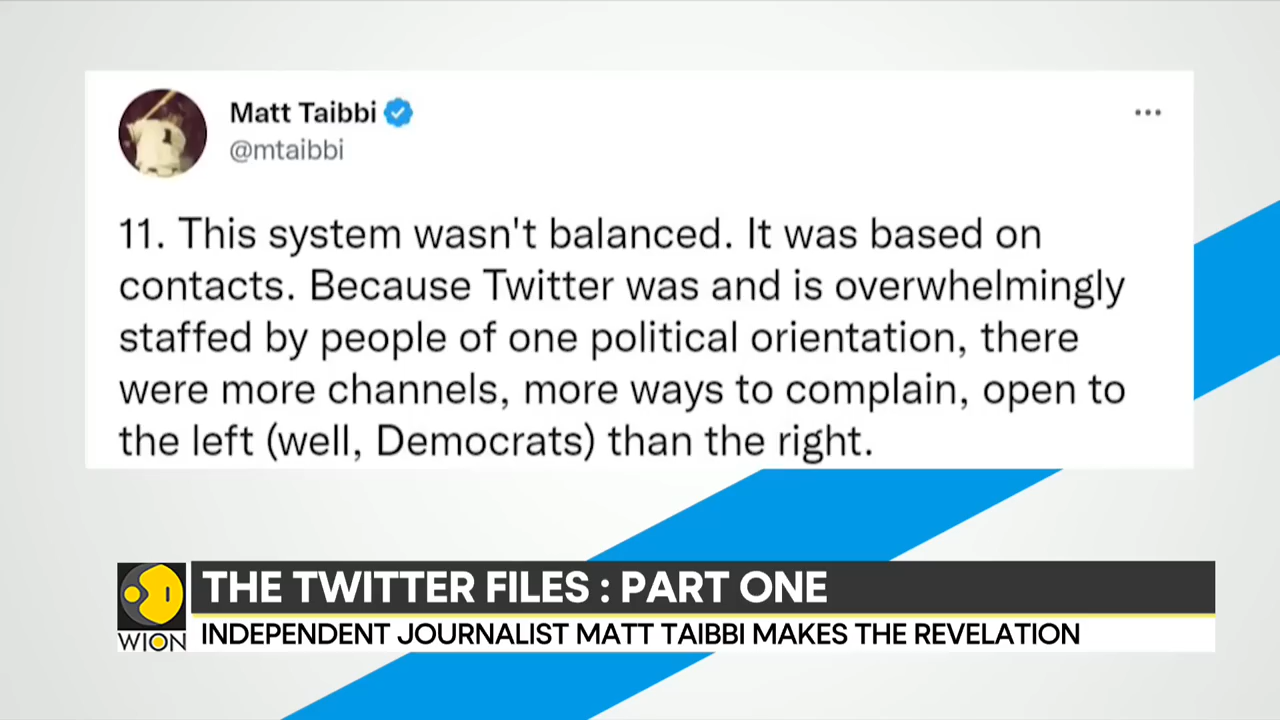 Matt Taibbi
@mtaibbi
11. This system wasn't balanced. It was based on
contacts. Because Twitter was and is overwhelmingly
staffed by people of one political orientation, there
were more channels, more ways to complain, open to
the left (well, Democrats) than the right.
THE TWITTER FILES : PART ONE
WION
INDEPENDENT JOURNALIST MATT TAIBBI MAKES THE REVELATION